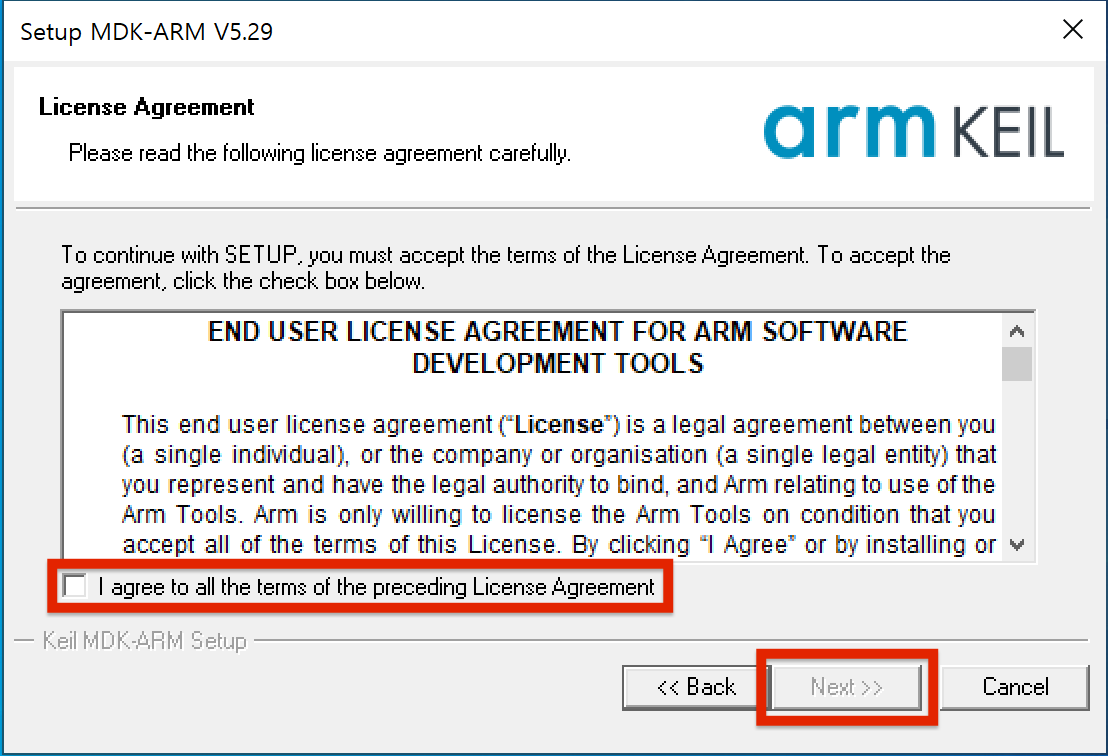 Setup MDK-ARM V5.29
License Agreement
Please read the following license agreement carefully.
arm KEIL
To continue with SETUP, you must accept the terms of the License Agreement. To accept the
agreement, click the check box below.
END USER LICENSE AGREEMENT FOR ARM SOFTWARE
DEVELOPMENT TOOLS
This end user license agreement (“License”) is a legal agreement between you
(a single individual), or the company or organisation (a single legal entity) that
you represent and have the legal authority to bind, and Arm relating to use of the
Arm Tools. Arm is only willing to license the Arm Tools on condition that you
accept all of the terms of this License. By clicking “I Agree” or by installing or
I agree to all the terms of the preceding License Agreement
Keil MDK-ARM Setup
<< Back
Next >>
Cancel